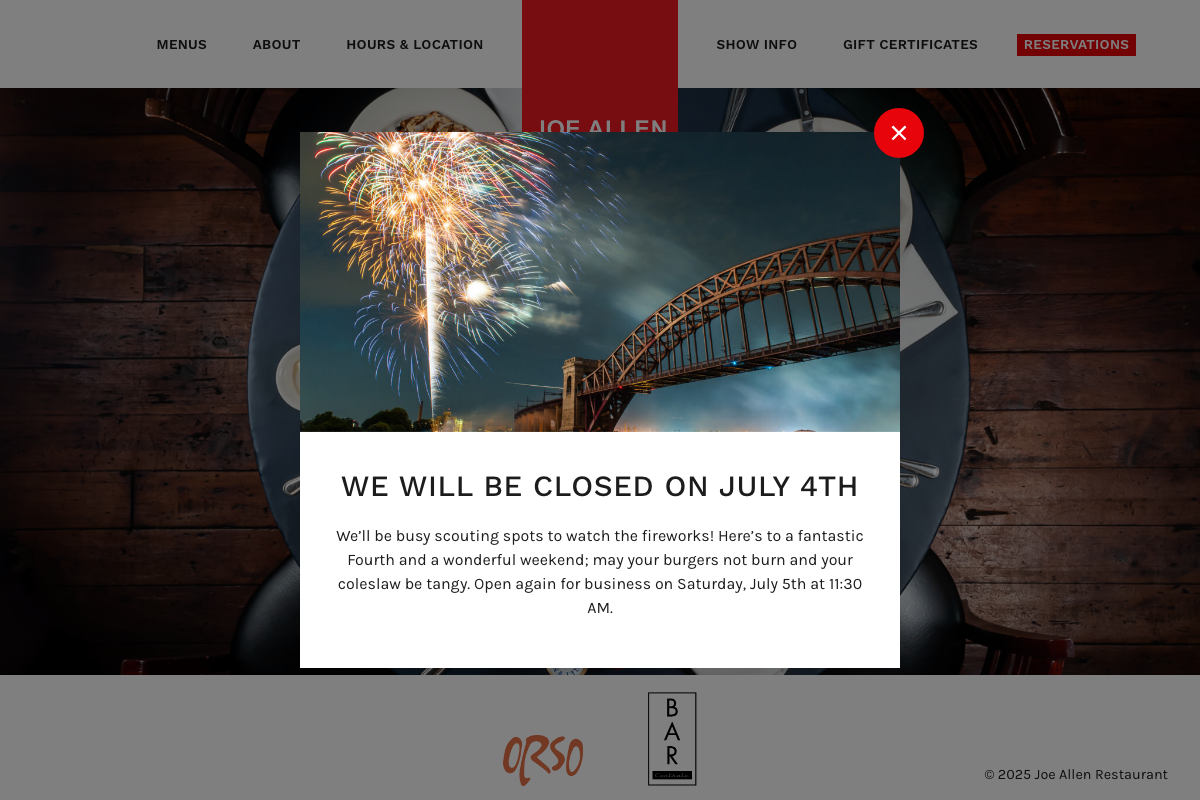 MENUS ABOUT HOURS & LOCATION SHOW INFO GIFT CERTIFICATES RESERVATIONS
JOE ALLEN
WE WILL BE CLOSED ON JULY 4TH
We’ll be busy scouting spots to watch the fireworks! Here’s to a fantastic
Fourth and a wonderful weekend; may your burgers not burn and your
coleslaw be tangy. Open again for business on Saturday, July 5th at 11:30
AM.
ORSO
BAR
© 2025 Joe Allen Restaurant